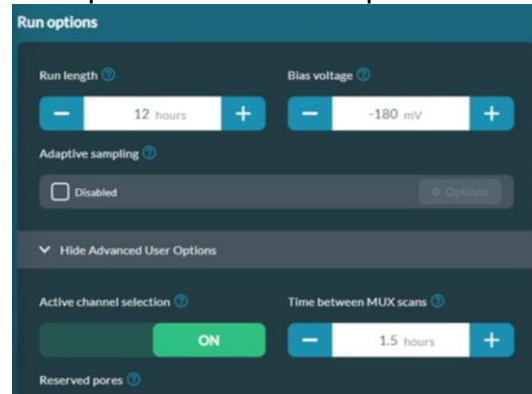 Run options
Run length ?
Bias voltage ?
− 12 hours +
− -180 mV +
Adaptive sampling ?
Disabled
Options
Hide Advanced User Options
Active channel selection ?
Time between MUX scans ?
ON
− 1.5 hours +
Reserved pores ?